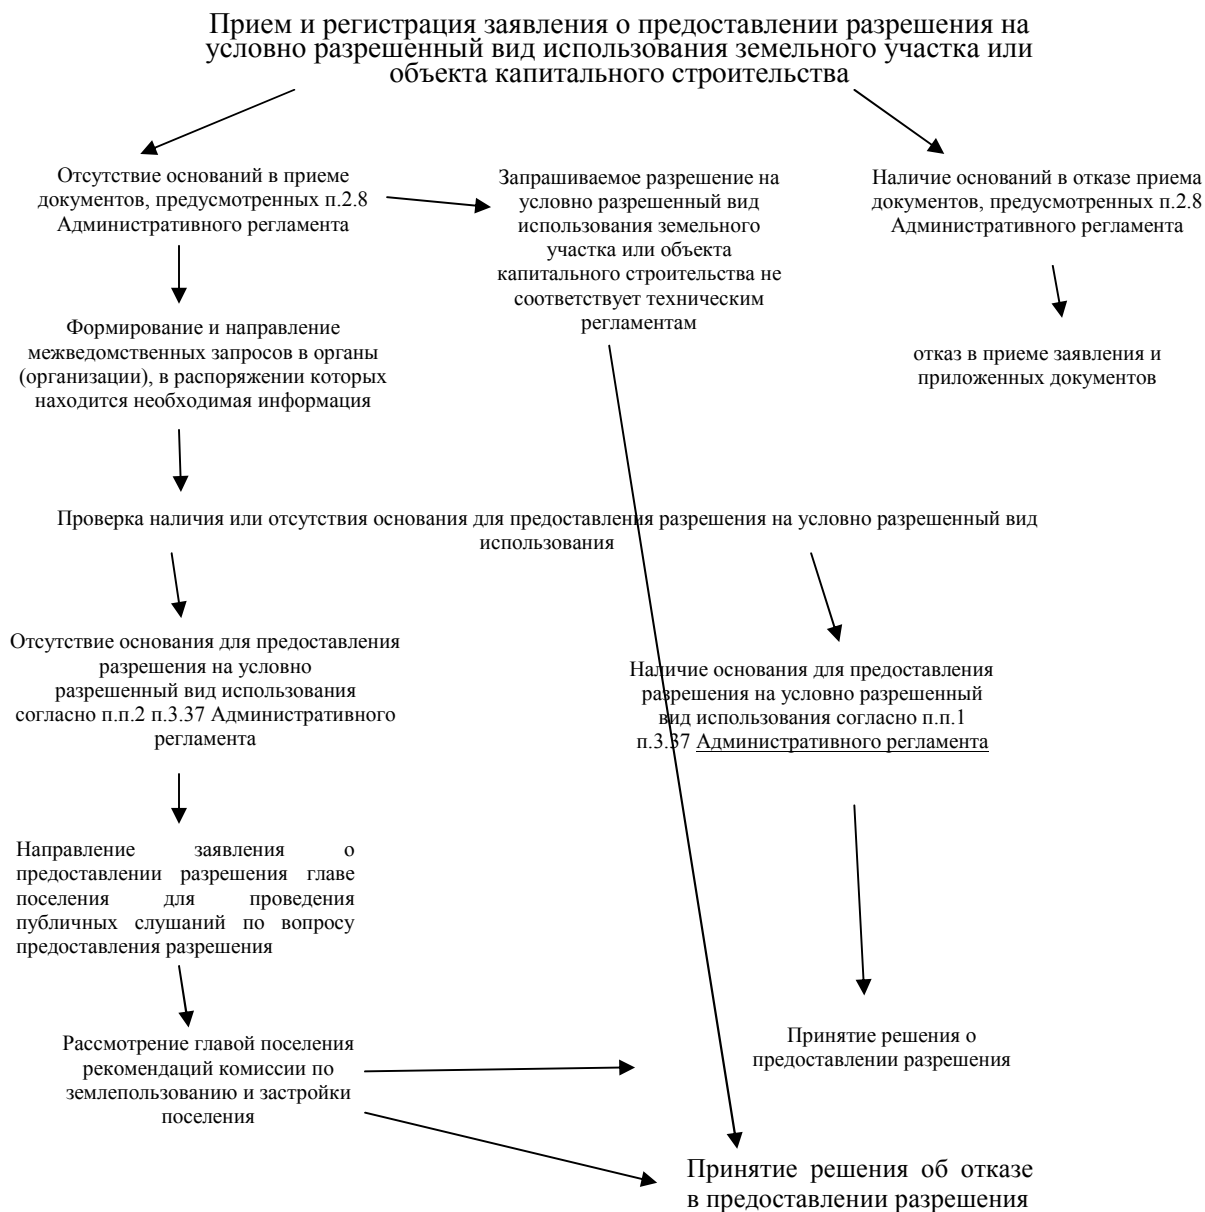 Прием и регистрация заявления о предоставлении разрешения на
условно разрешенный вид использования земельного участка или
объекта капитального строительства
Отсутствие оснований в приеме
документов, предусмотренных п.2.8
Административного регламента
Запрашиваемое разрешение на
условно разрешенный вид
использования земельного
участка или объекта
капитального строительства не
соответствует техническим
регламентам
Наличие оснований в отказе приема
документов, предусмотренных п.2.8
Административного регламента
Формирование и направление
межведомственных запросов в органы
(организации), в распоряжении которых
находится необходимая информация
отказ в приеме заявления и
приложенных документов
Проверка наличия или отсутствия основания для предоставления разрешения на условно разрешенный вид
использования
Отсутствие основания для предоставления
разрешения на условно
разрешенный вид использования
согласно п.п.2 п.3.37 Административного
регламента
Наличие основания для предоставления
разрешения на условно разрешенный
вид использования согласно п.п.1
п.3.37 Административного регламента
Направление заявления о
предоставлении разрешения главе
поселения для проведения
публичных слушаний по вопросу
предоставления разрешения
Рассмотрение главой поселения
рекомендаций комиссии по
землепользованию и застройки
поселения
Принятие решения о
предоставлении разрешения
Принятие решения об отказе
в предоставлении разрешения